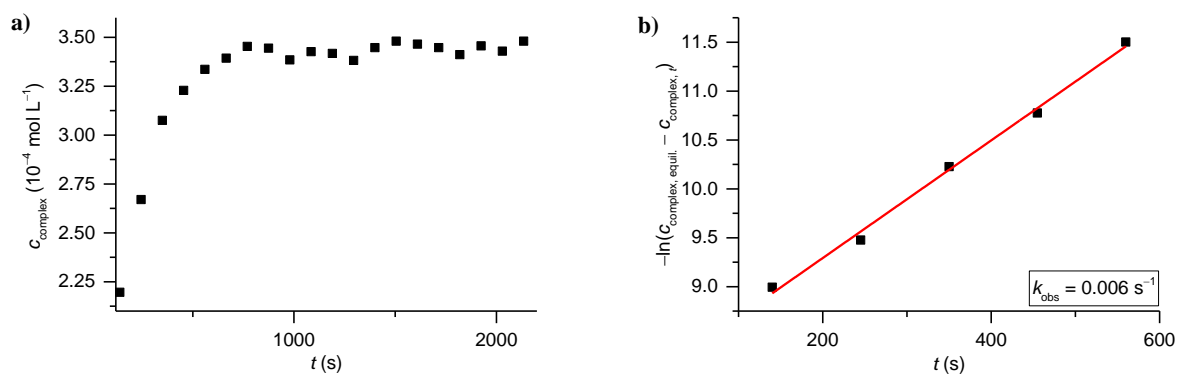 a)
3.50
3.25
3.00
2.75
2.50
2.25
c_complex (10⁻⁴ mol L⁻¹)
1000
2000
t (s)
b)
11.5
11.0
10.5
10.0
9.5
9.0
−ln(c_complex, equil. − c_complex, t)
k_obs = 0.006 s⁻¹
200
400
600
t (s)